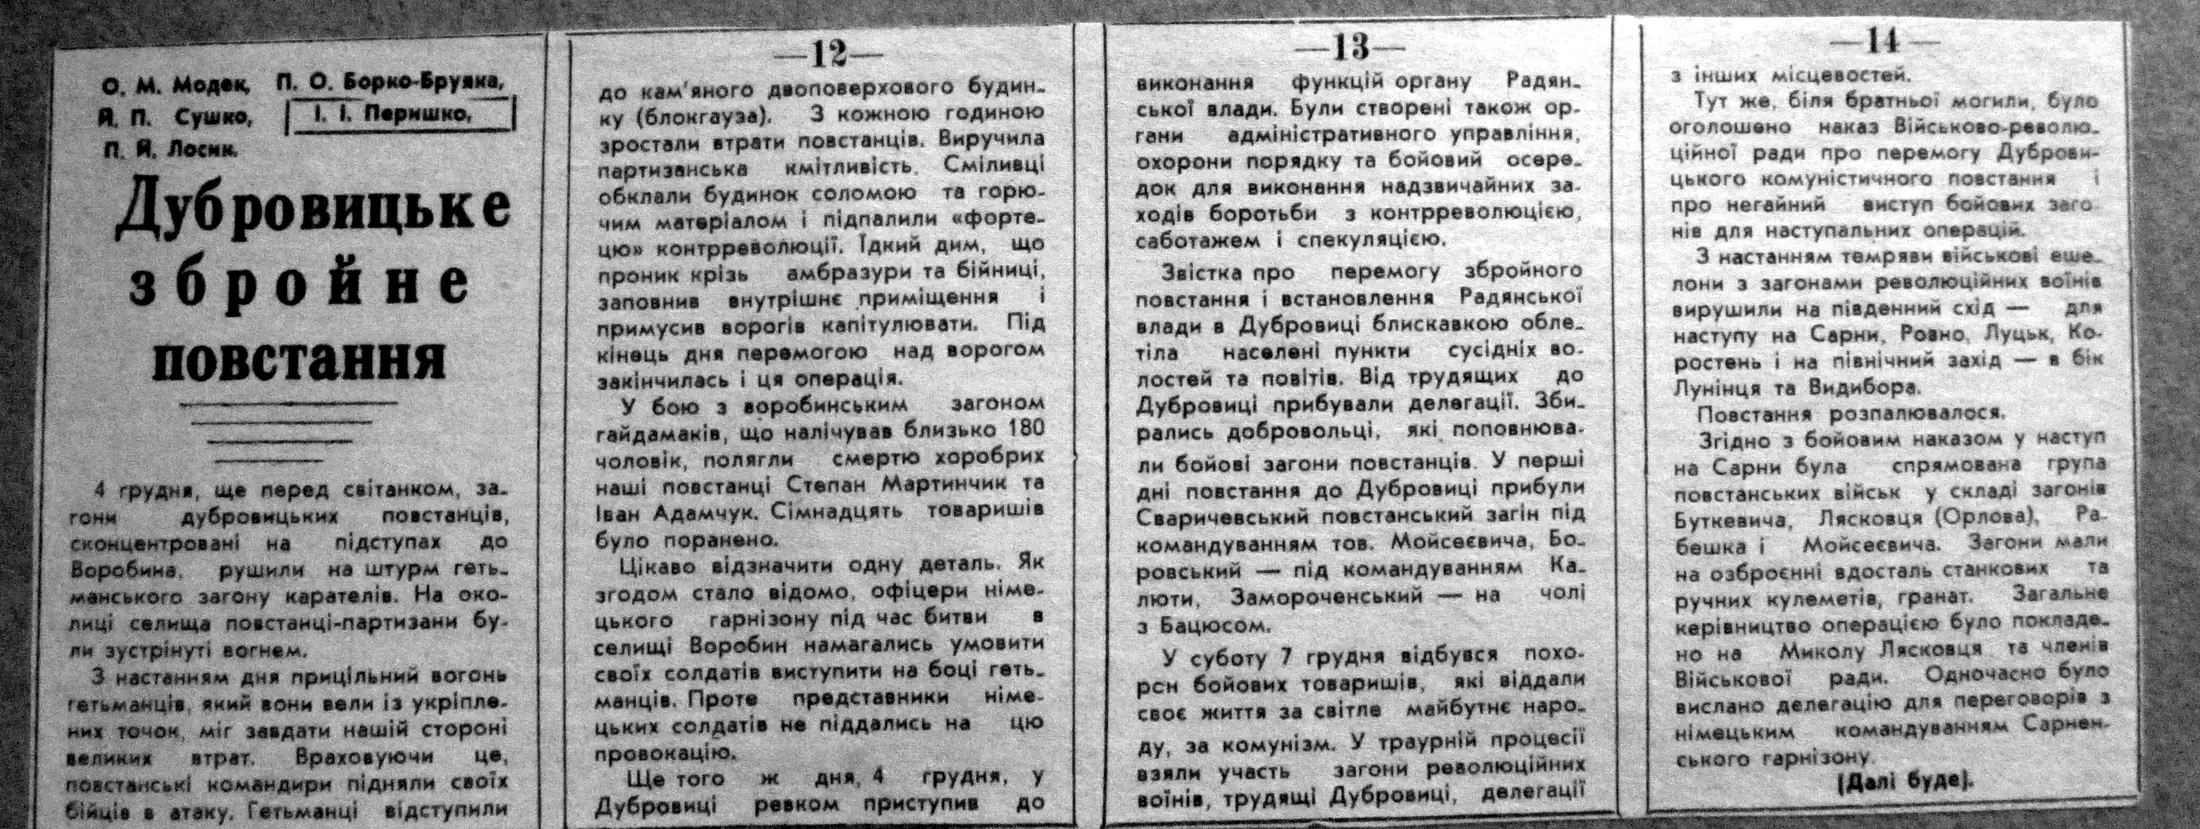 О. М. Модек, П. О. Борко-Бруяка,
Й. П. Сушко, І. І. Перишко,
П. Й. Лосик.
Дубровицьке
збройне
повстання
4 грудня, ще перед світанком, за-
гони дубровицьких повстанців,
сконцентровані на підступах до
Воробина, рушили на штурм геть-
манського загону карателів. На око-
лиці селища повстанці-партизани бу-
ли зустрінуті вогнем.
З настанням дня прицільний вогонь
гетьманців, який вони вели із укріпле-
них точок, міг завдати нашій стороні
великих втрат. Враховуючи це,
повстанські командири підняли своїх
бійців в атаку. Гетьманці відступили
—12—
до кам'яного двоповерхового будин-
ку (блокгауза). З кожною годиною
зростали втрати повстанців. Виручила
партизанська кмітливість. Сміливці
обклали будинок соломою та горю-
чим матеріалом і підпалили «форте-
цю» контрреволюції. Їдкий дим, що
проник крізь амбразури та бійниці,
заповнив внутрішнє приміщення і
примусив ворогів капітулювати. Під
кінець дня перемогою над ворогом
закінчилась і ця операція.
У бою з воробинським загоном
гайдамаків, що налічував близько 180
чоловік, полягли смертю хоробрих
наші повстанці Степан Мартинчик та
Іван Адамчук. Сімнадцять товаришів
було поранено.
Цікаво відзначити одну деталь. Як
згодом стало відомо, офіцери німе-
цького гарнізону під час битви в
селищі Воробин намагались умовити
своїх солдатів виступити на боці геть-
манців. Проте представники німе-
цьких солдатів не піддались на цю
провокацію.
Ще того ж дня, 4 грудня, у
Дубровиці ревком приступив до
—13—
виконання функцій органу Радян-
ської влади. Були створені також ор-
гани адміністративного управління,
охорони порядку та бойовий осере-
док для виконання надзвичайних за-
ходів боротьби з контрреволюцією,
саботажем і спекуляцією.
Звістка про перемогу збройного
повстання і встановлення Радянської
влади в Дубровиці блискавкою обле-
тіла населені пункти сусідніх во-
лостей та повітів. Від трудящих до
Дубровиці прибували делегації. Зби-
рались добровольці, які поповнюва-
ли бойові загони повстанців. У перші
дні повстання до Дубровиці прибули
Сваричевський повстанський загін під
командуванням тов. Мойсеєвича, Бо-
ровський — під командуванням Ка-
люти, Замороченський — на чолі
з Бацюсом.
У суботу 7 грудня відбувся похо-
рсн бойових товаришів, які віддали
своє життя за світле майбутнє наро-
ду, за комунізм. У траурній процесії
взяли участь загони революційних
воїнів, трудящі Дубровиці, делегації
—14—
з інших місцевостей.
Тут же, біля братньої могили, було
оголошено наказ Військово-револю-
ційної ради про перемогу Дуброви-
цького комуністичного повстання і
про негайний виступ бойових заго
нів для наступальних операцій.
З настанням темряви військові еше-
лони з загонами революційних воїнів
вирушили на південний схід — для
наступу на Сарни, Ровно, Луцьк, Ко-
ростень і на північний захід — в бік
Лунінця та Видибора.
Повстання розпалювалося.
Згідно з бойовим наказом у наступ
на Сарни була спрямована група
повстанських військ у складі загонів
Буткевича, Лясковця (Орлова), Ра-
бешка і Мойсеєвича. Загони мали
на озброєнні вдосталь станкових та
ручних кулеметів, гранат. Загальне
керівництво операцією було покладе-
но на Миколу Лясковця та членів
Військової ради. Одночасно було
вислано делегацію для переговорів з
німецьким командуванням Сарнен-
ського гарнізону.
(Далі буде).